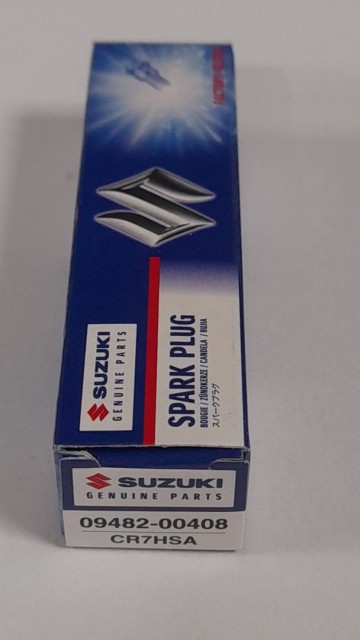 SUZUKI
GENUINE PARTS
SPARK PLUG
BOUGIE / ZÜNDKERZE / CANDELA / BUJIA
スパークプラグ
SUZUKI
GENUINE PARTS
09482-00408
CR7HSA